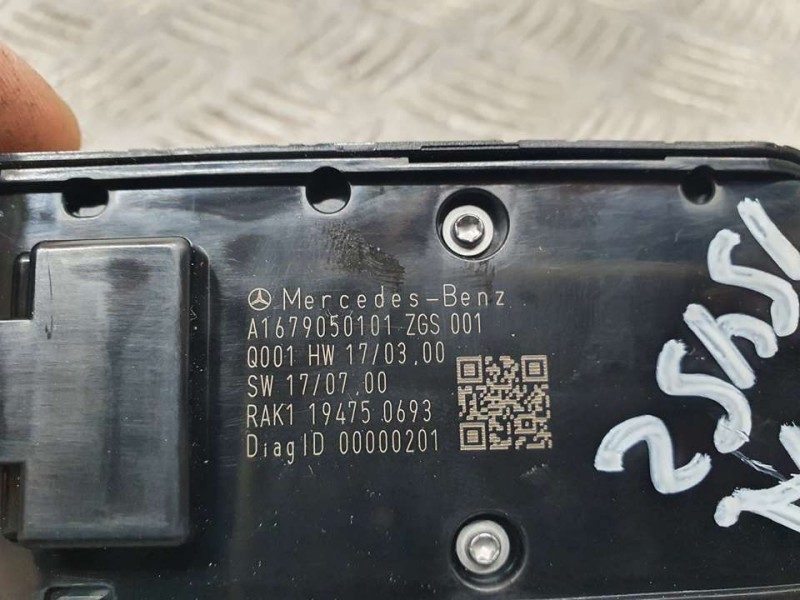 Mercedes-Benz
A1679050101 ZGS 001
Q001 HW 17/03.00
SW 17/07.00
RAK1 19475 0693
DiagID 00000201